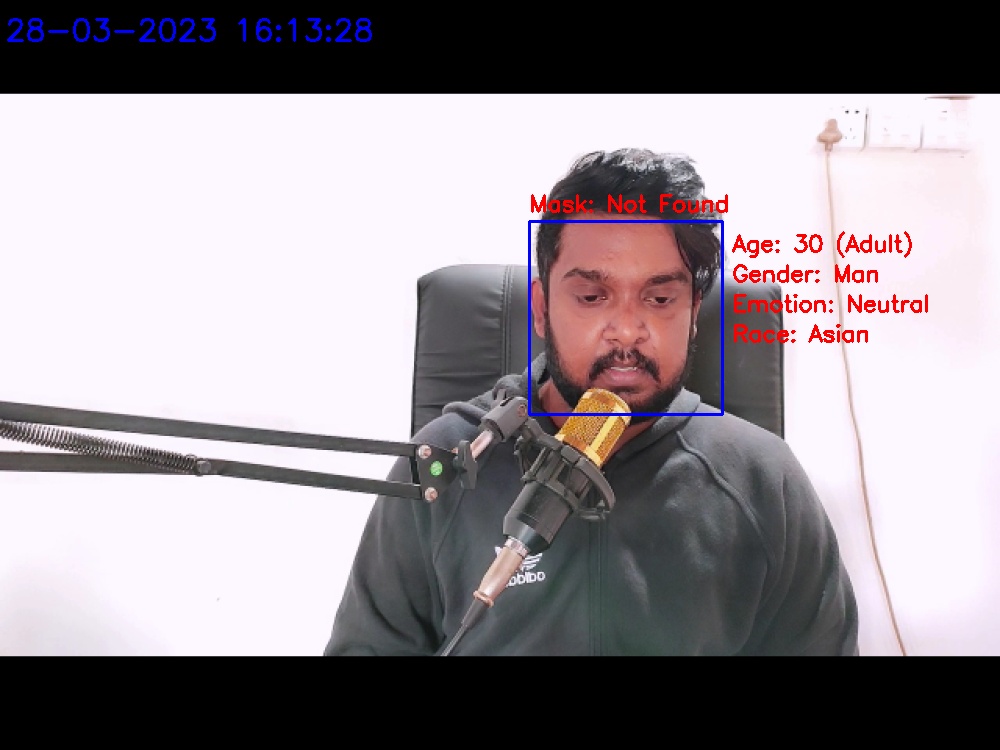 28-03-2023 16:13:28
Mask: Not Found
Age: 30 (Adult)
Gender: Man
Emotion: Neutral
Race: Asian